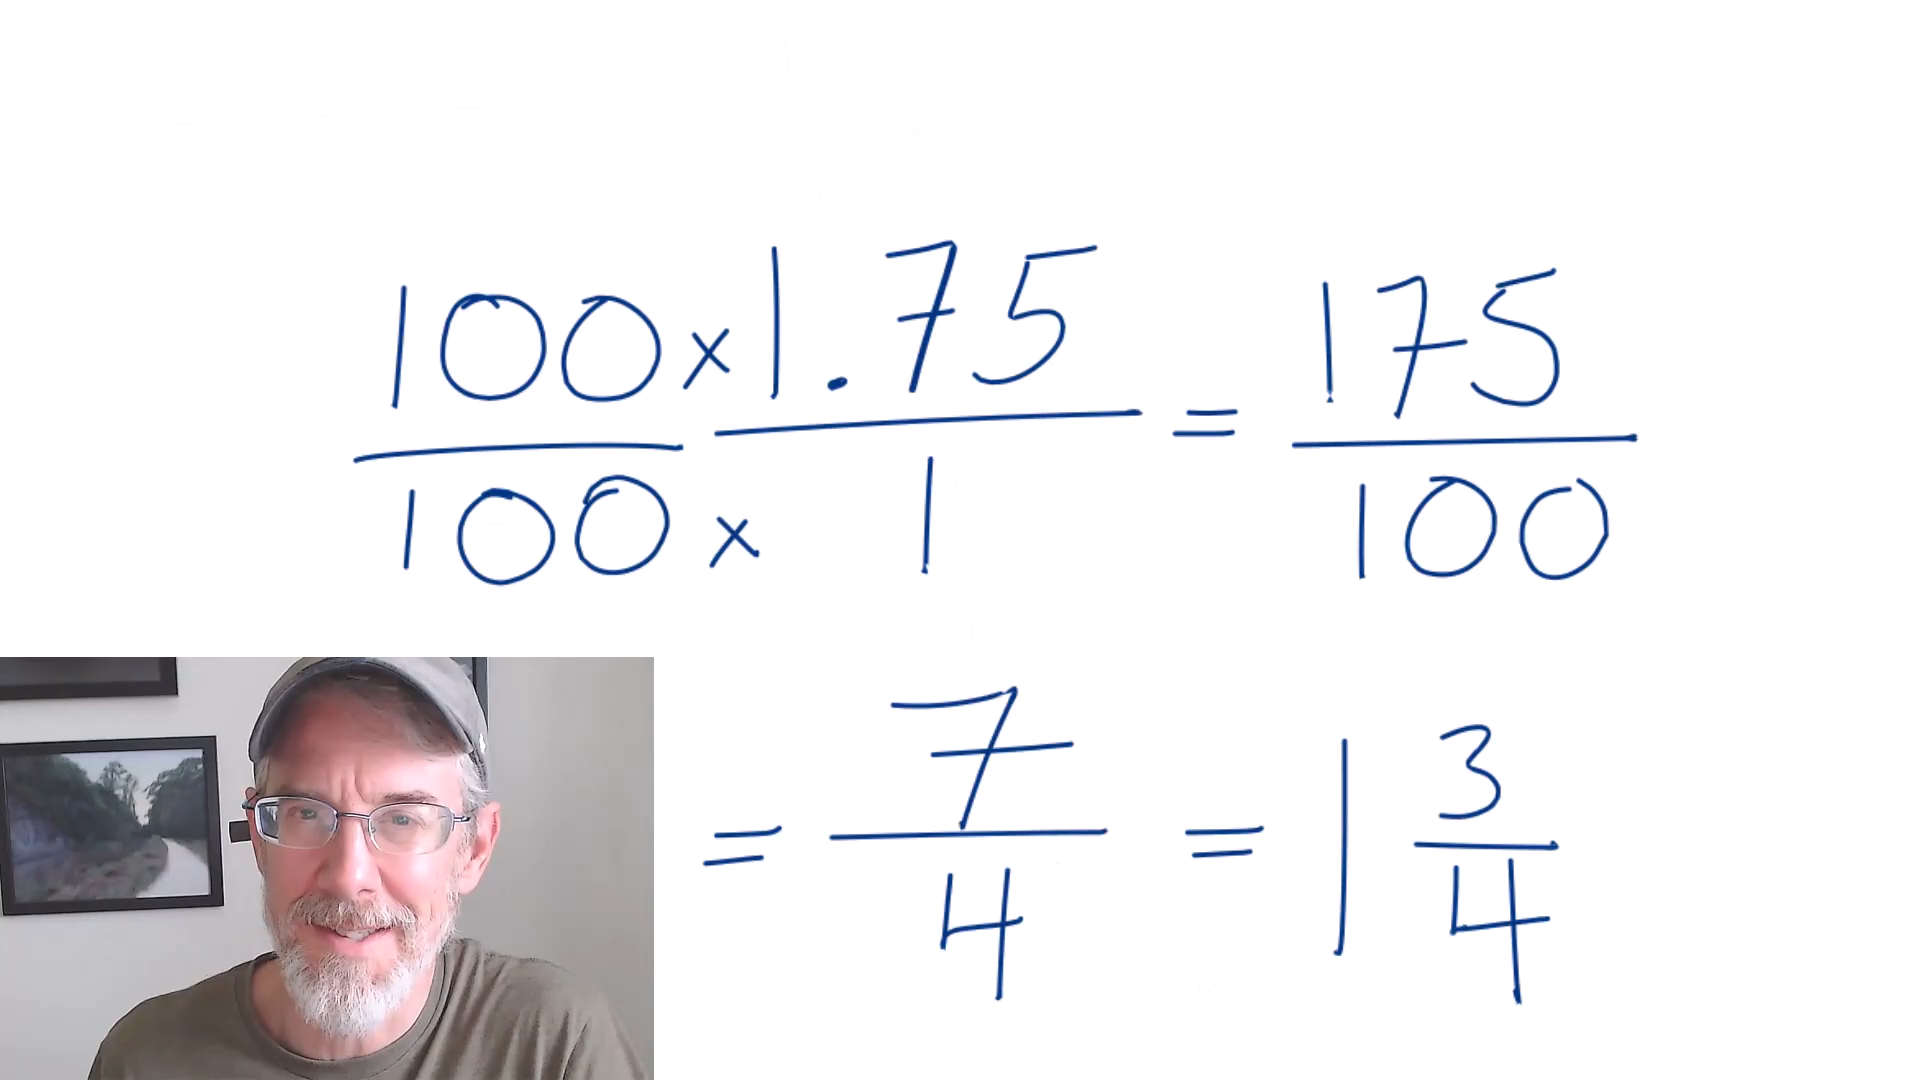 100 × 1.75 = 175
100 × 1 100
= 7 = 1 3
4 4